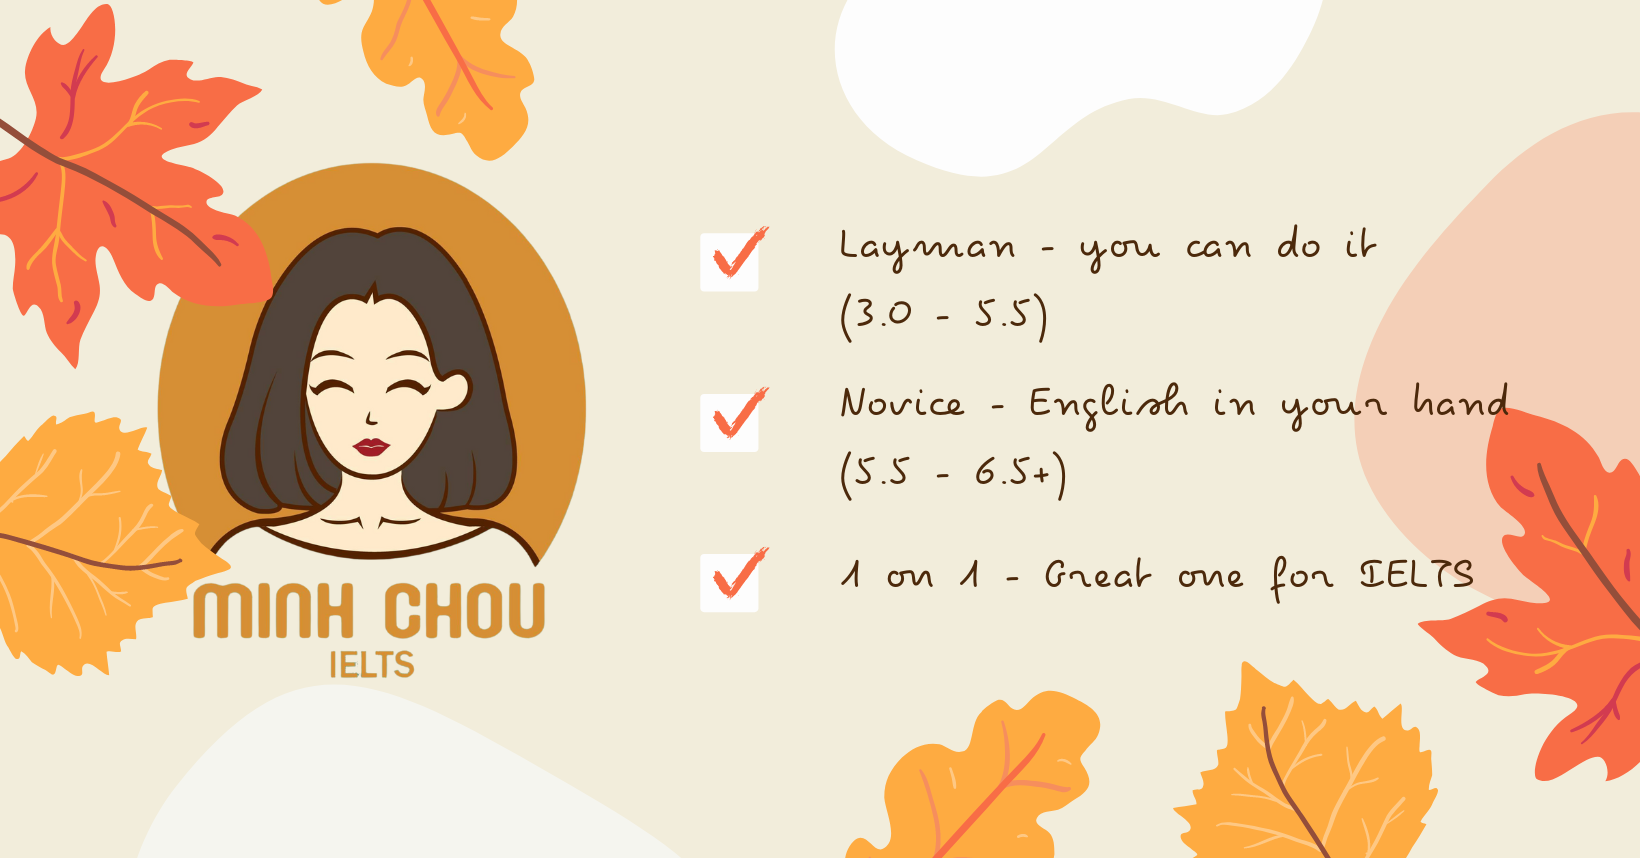 MINH CHOU
IELTS
Layman - you can do it
(3.0 - 5.5)
Novice - English in your hand
(5.5 - 6.5+)
1 on 1 - Great one for IELTS